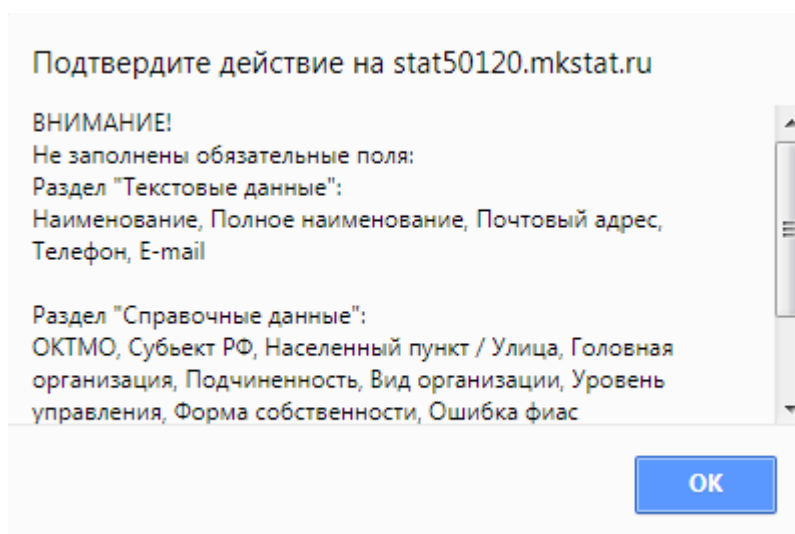 Подтвердите действие на stat50120.mkstat.ru
ВНИМАНИЕ!
Не заполнены обязательные поля:
Раздел "Текстовые данные":
Наименование, Полное наименование, Почтовый адрес,
Телефон, E-mail
Раздел "Справочные данные":
ОКТМО, Субьект РФ, Населенный пункт / Улица, Головная
организация, Подчиненность, Вид организации, Уровень
управления, Форма собственности, Ошибка фиас
ОК